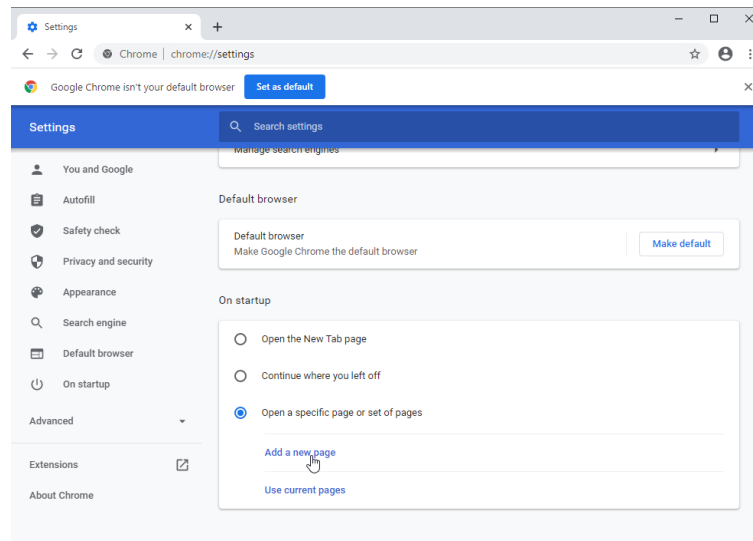 Settings
Chrome | chrome://settings
Google Chrome isn't your default browser
Set as default
Settings
Search settings
Manage search engines
You and Google
Autofill
Safety check
Privacy and security
Appearance
Search engine
Default browser
On startup
Advanced
Extensions
About Chrome
Default browser
Default browser
Make Google Chrome the default browser
Make default
On startup
Open the New Tab page
Continue where you left off
Open a specific page or set of pages
Add a new page
Use current pages